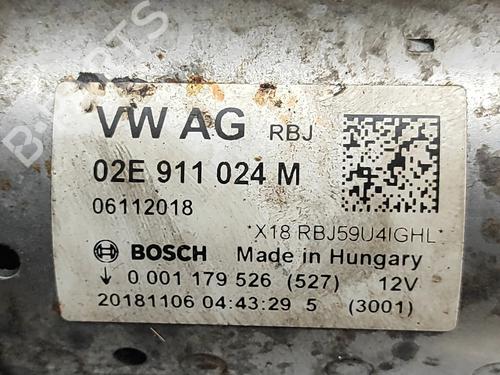 VW AG RBJ
02E 911 024 M
06112018
*X18 RBJ59U4IGHL*
BOSCH Made in Hungary
0 001 179 526 (527) 12V
20181106 04:43:29 5 (3001)
B-PARTS